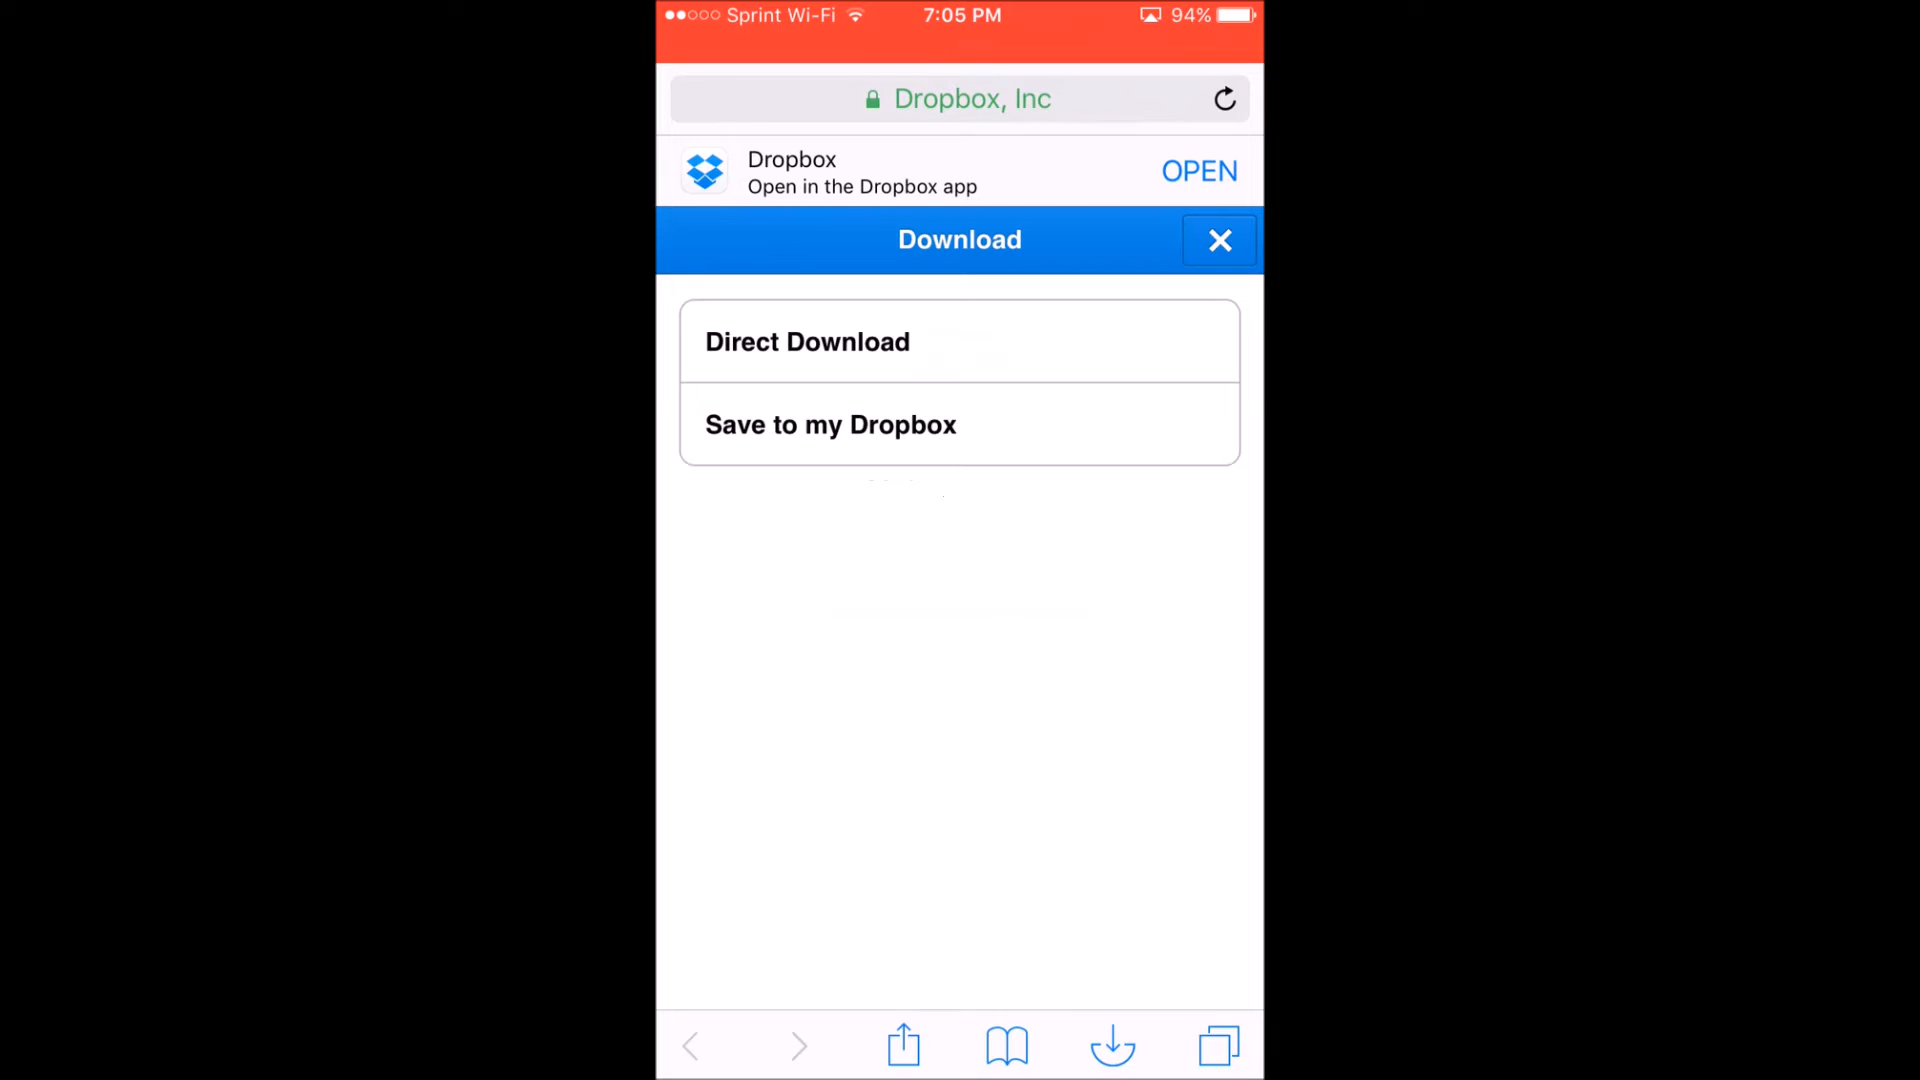 Sprint Wi-Fi 7:05 PM 94%
Dropbox, Inc
Dropbox
Open in the Dropbox app
OPEN
Download
Direct Download
Save to my Dropbox